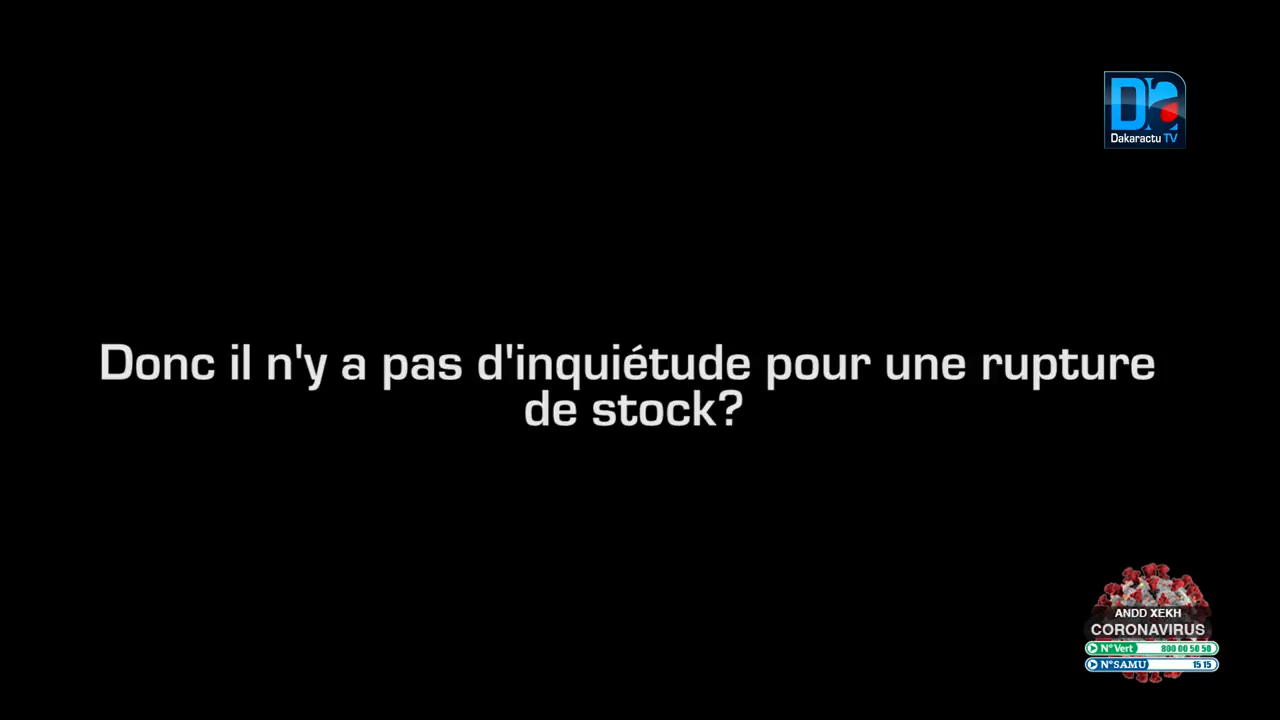 Dakaractu TV
Donc il n'y a pas d'inquiétude pour une rupture
de stock?
ANDD XEKH
CORONAVIRUS
N°Vert 800 00 50 50
N°SAMU 15 15